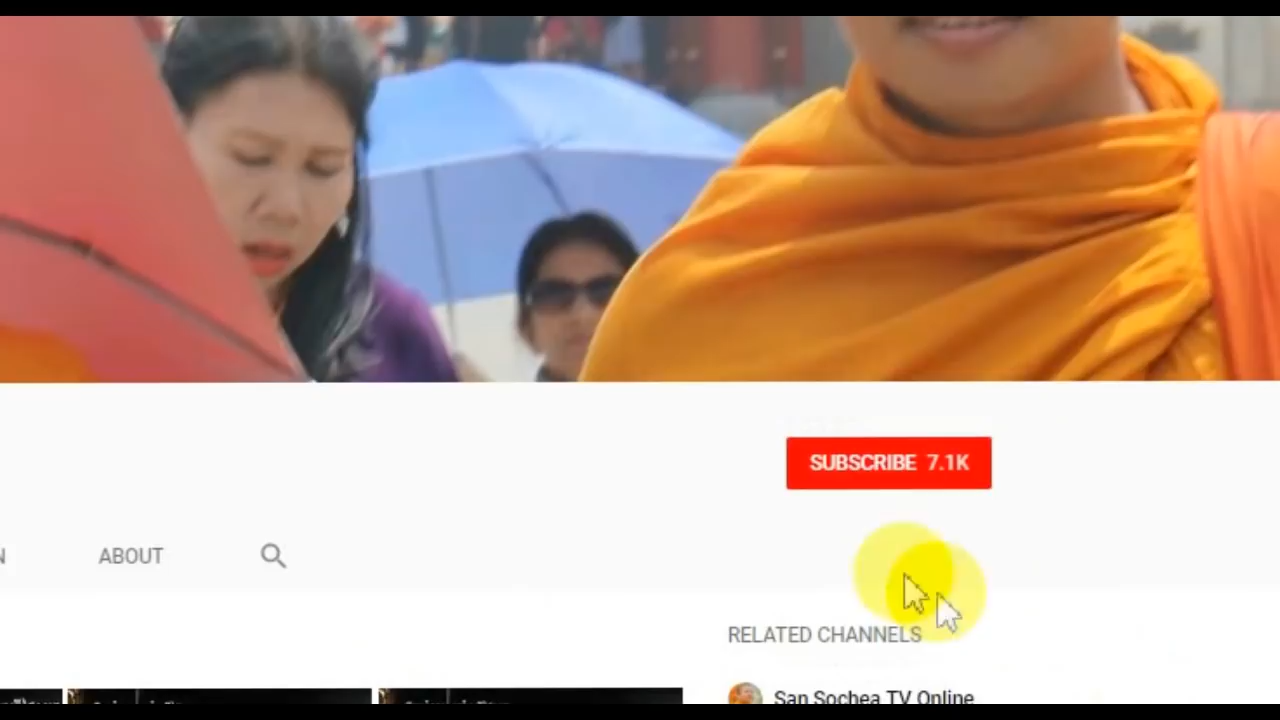 SUBSCRIBE 7.1K
ABOUT
RELATED CHANNELS
San Sochea TV Online